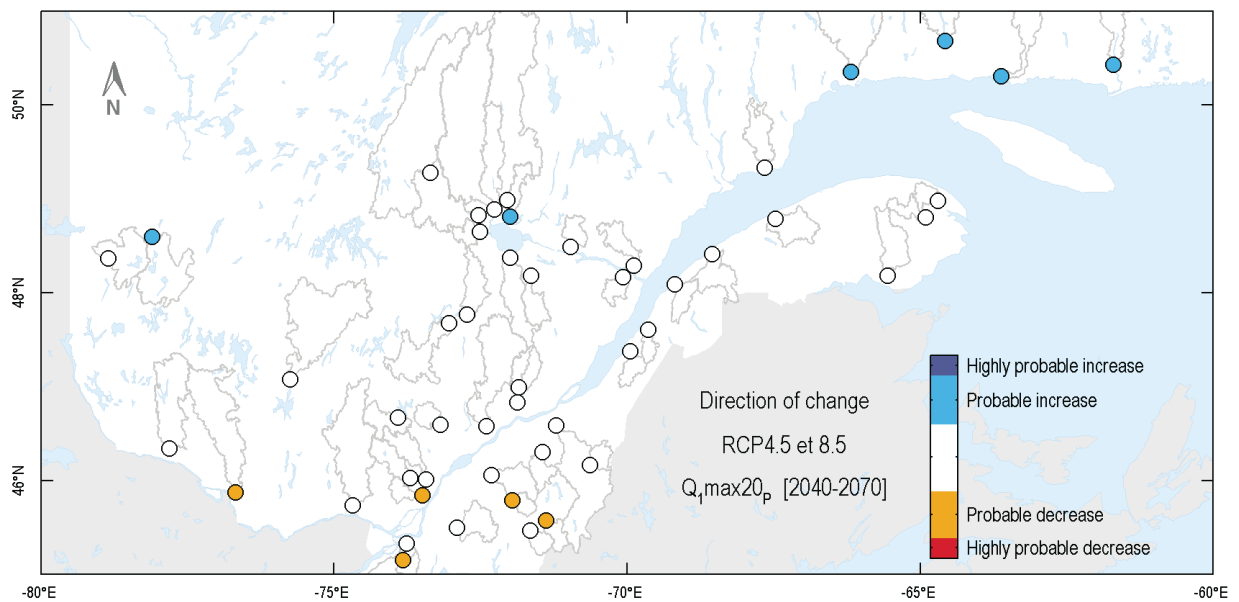 N
50°N
48°N
46°N
Direction of change
RCP4.5 et 8.5
Q1max20P [2040-2070]
Highly probable increase
Probable increase
Probable decrease
Highly probable decrease
-80°E
-75°E
-70°E
-65°E
-60°E